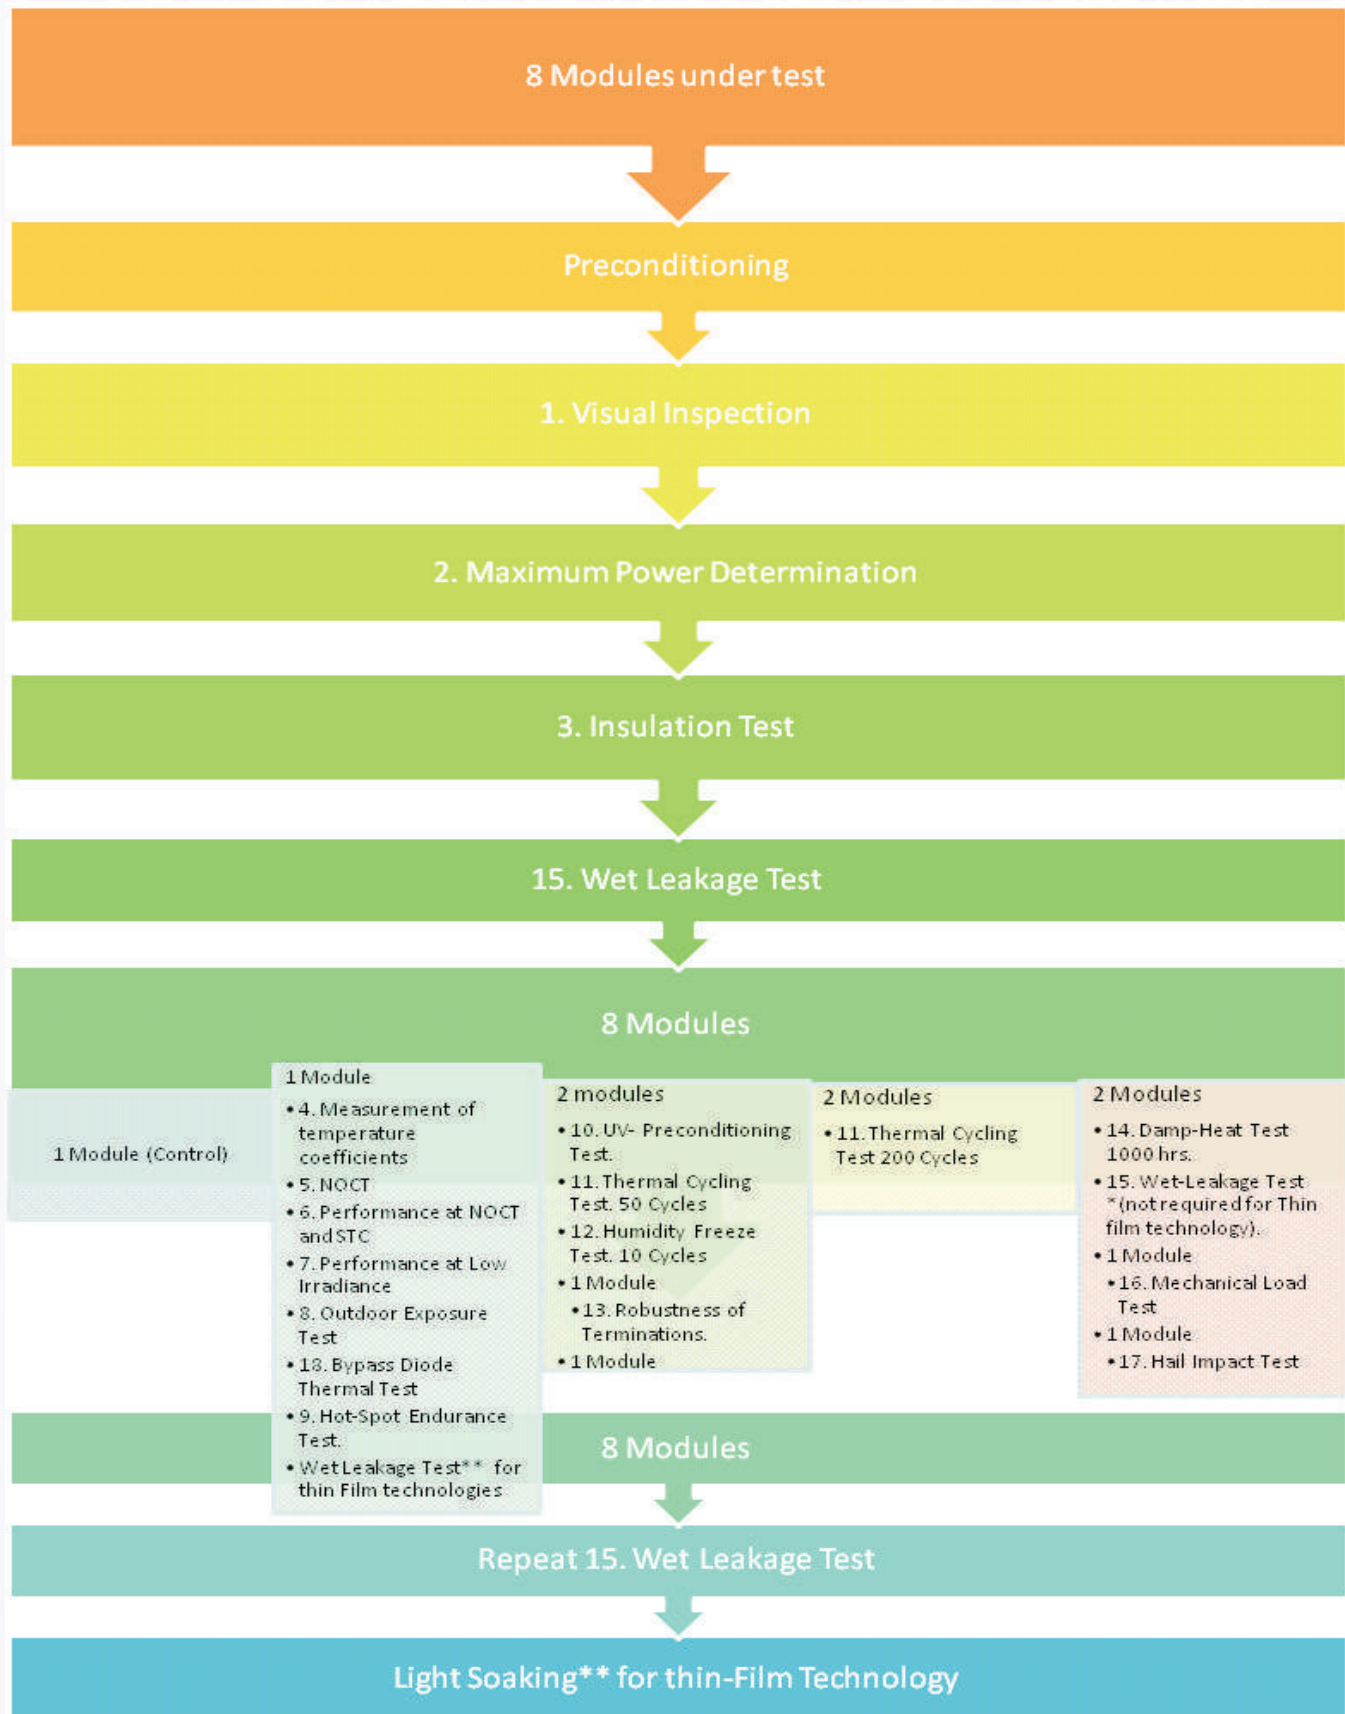 8 Modules under test
Preconditioning
1. Visual Inspection
2. Maximum Power Determination
3. Insulation Test
15. Wet Leakage Test
8 Modules
1 Module (Control)
1 Module
• 4. Measurement of
temperature
coefficients
• 5. NOCT
• 6. Performance at NOCT
and STC
• 7. Performance at Low
Irradiance
• 8. Outdoor Exposure
Test
• 18. Bypass Diode
Thermal Test
• 9. Hot-Spot Endurance
Test.
• Wet Leakage Test** for
thin Film technologies
2 modules
• 10. UV- Preconditioning
Test.
• 11. Thermal Cycling
Test. 50 Cycles
• 12. Humidity Freeze
Test. 10 Cycles
• 1 Module
• 13. Robustness of
Terminations.
• 1 Module
2 Modules
• 11. Thermal Cycling
Test 200 Cycles
2 Modules
• 14. Damp-Heat Test
1000 hrs.
• 15. Wet-Leakage Test
*(not required for Thin
film technology).
• 1 Module
• 16. Mechanical Load
Test
• 1 Module
• 17. Hail Impact Test
8 Modules
Repeat 15. Wet Leakage Test
Light Soaking** for thin-Film Technology